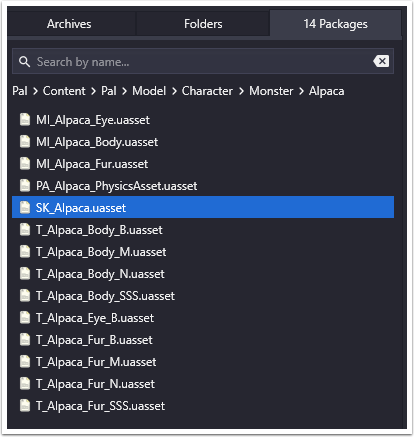 Archives Folders 14 Packages
Search by name...
Pal > Content > Pal > Model > Character > Monster > Alpaca
MI_Alpaca_Eye.uasset
MI_Alpaca_Body.uasset
MI_Alpaca_Fur.uasset
PA_Alpaca_PhysicsAsset.uasset
SK_Alpaca.uasset
T_Alpaca_Body_B.uasset
T_Alpaca_Body_M.uasset
T_Alpaca_Body_N.uasset
T_Alpaca_Body_SSS.uasset
T_Alpaca_Eye_B.uasset
T_Alpaca_Fur_B.uasset
T_Alpaca_Fur_M.uasset
T_Alpaca_Fur_N.uasset
T_Alpaca_Fur_SSS.uasset